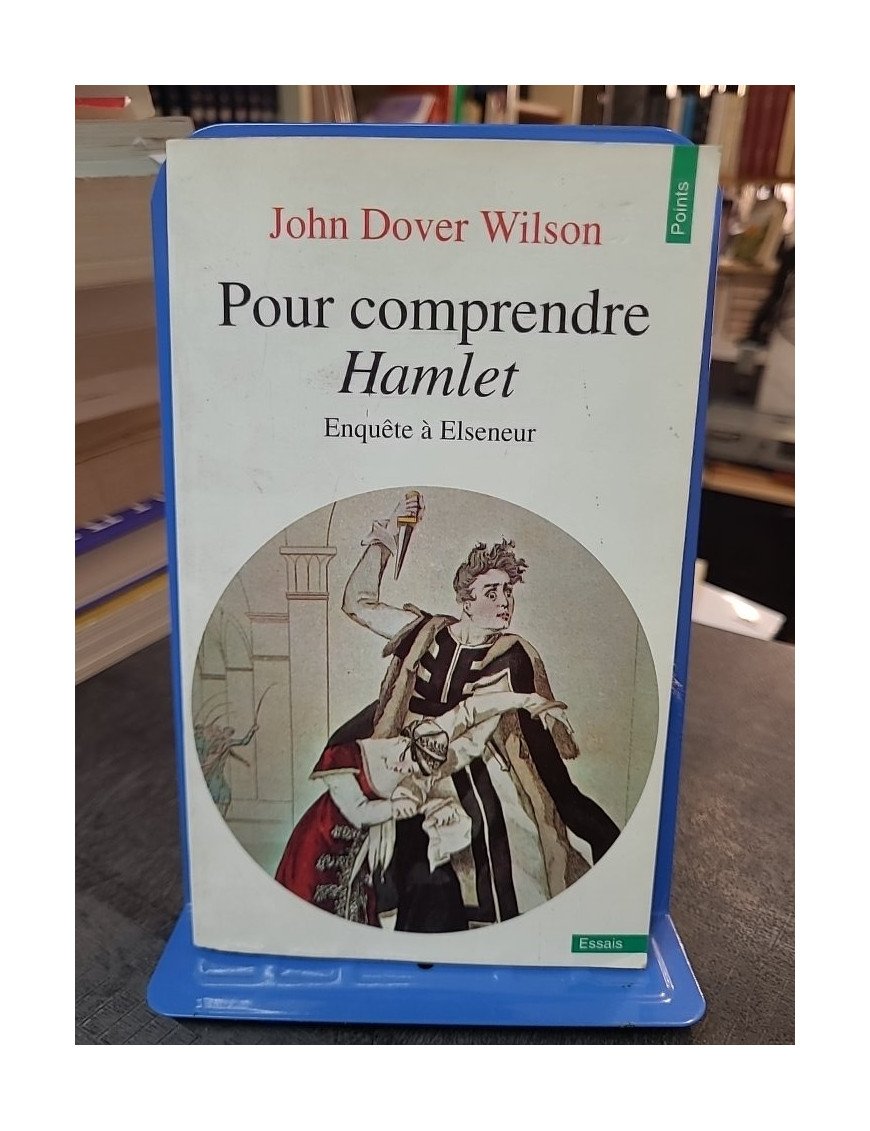 Points
John Dover Wilson
Pour comprendre
Hamlet
Enquête à Elseneur
Essais